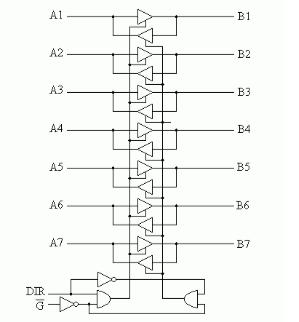 A1 B1
A2 B2
A3 B3
A4 B4
A5 B5
A6 B6
A7 B7
DIR
G̅